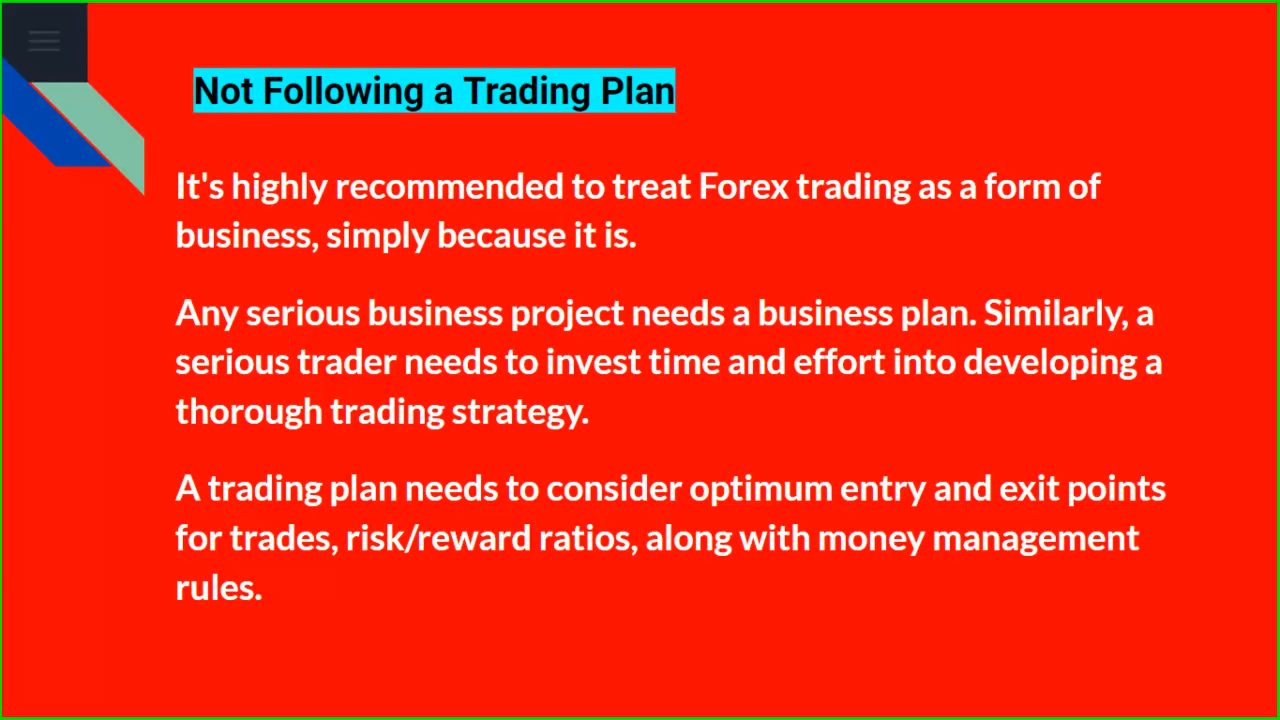 Not Following a Trading Plan
It's highly recommended to treat Forex trading as a form of
business, simply because it is.
Any serious business project needs a business plan. Similarly, a
serious trader needs to invest time and effort into developing a
thorough trading strategy.
A trading plan needs to consider optimum entry and exit points
for trades, risk/reward ratios, along with money management
rules.